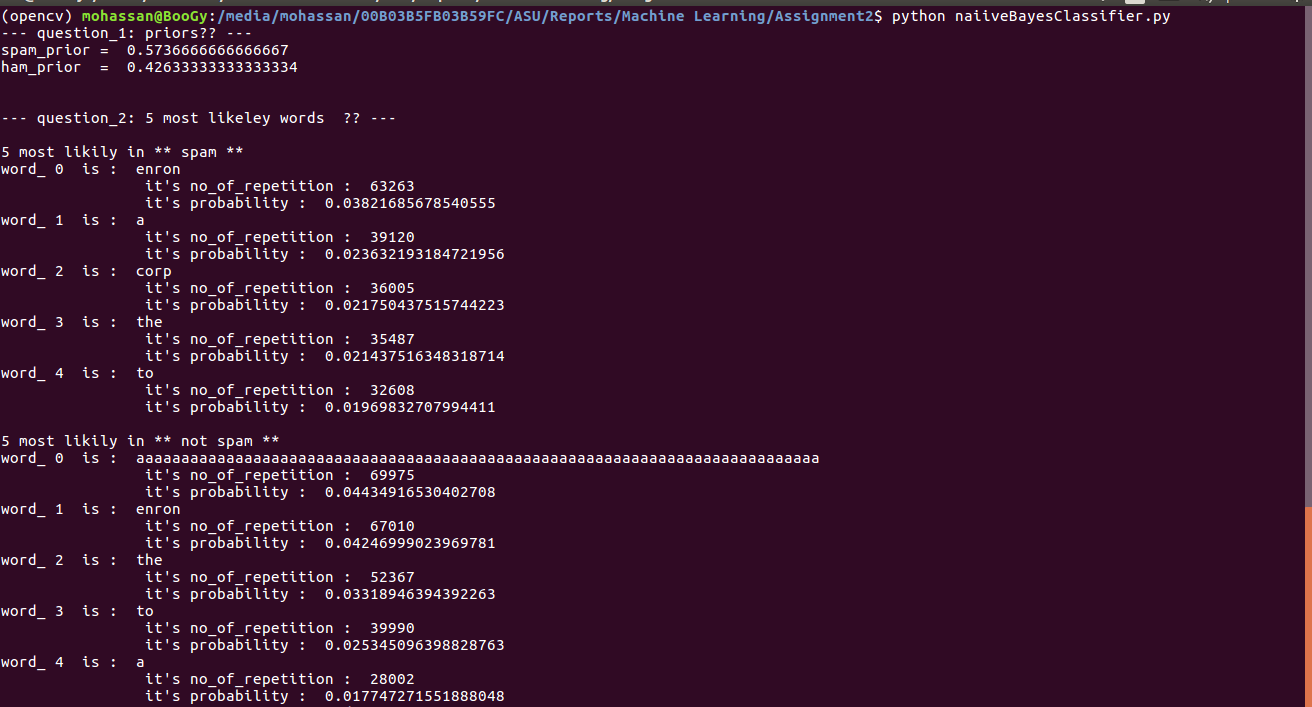 (opencv) mohassan@BooGy:/media/mohassan/00B03B5FB03B59FC/ASU/Reports/Machine Learning/Assignment2$ python naiiveBayesClassifier.py
--- question_1: priors?? ---
spam_prior =  0.5736666666666667
ham_prior  =  0.42633333333333334
--- question_2: 5 most likeley words  ?? ---
5 most likily in ** spam **
word_ 0  is :  enron
it's no_of_repetition :  63263
it's probability :  0.03821685678540555
word_ 1  is :  a
it's no_of_repetition :  39120
it's probability :  0.023632193184721956
word_ 2  is :  corp
it's no_of_repetition :  36005
it's probability :  0.021750437515744223
word_ 3  is :  the
it's no_of_repetition :  35487
it's probability :  0.021437516348318714
word_ 4  is :  to
it's no_of_repetition :  32608
it's probability :  0.01969832707994411
5 most likily in ** not spam **
word_ 0  is :  aaaaaaaaaaaaaaaaaaaaaaaaaaaaaaaaaaaaaaaaaaaaaaaaaaaaaaaaaaaaaaaaaaaaaaaaaaaa
it's no_of_repetition :  69975
it's probability :  0.04434916530402708
word_ 1  is :  enron
it's no_of_repetition :  67010
it's probability :  0.04246999023969781
word_ 2  is :  the
it's no_of_repetition :  52367
it's probability :  0.03318946394392263
word_ 3  is :  to
it's no_of_repetition :  39990
it's probability :  0.025345096398828763
word_ 4  is :  a
it's no_of_repetition :  28002
it's probability :  0.017747271551888048